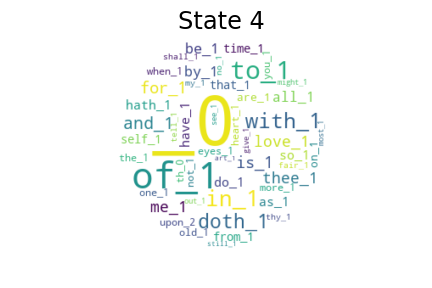 State 4
be_1 time_1
shall_1
when_1 by_1 no_1 to_1 you_1
my_1 that_1 might_1
for_1 are_1 all_1
hath_1 have_1 _0 see_1 heart_1
and_1 tell_1 with_1 give_1 most_1
self_1 eyes_1 love_1 on_1
the_1 th_0 not_1 art_1 is_1 so_1 fair_1
of_1 do_1 thee_1
one_1 out_1 in_1 more_1
me_1 as_1
upon_2 doth_1 thy_1
old_1 from_1
still_1